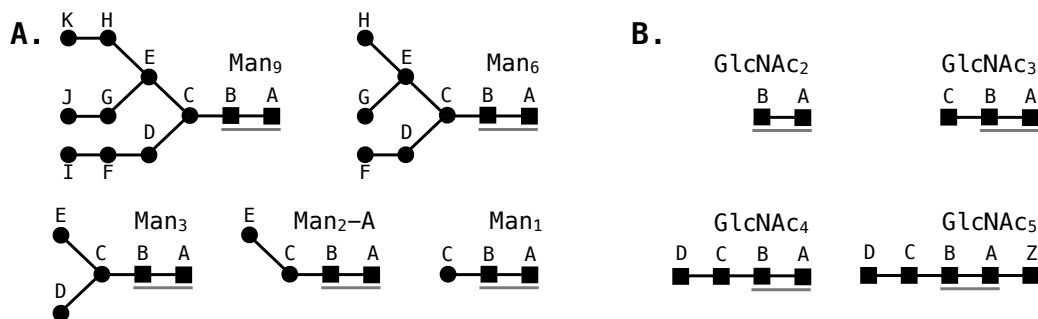 A.
K H
E
Man₉
J G
C B A
D
I F
H
E
Man₆
G
C B A
D
F
B.
GlcNAc₂
B A
GlcNAc₃
C B A
E
Man₃
C B A
D
E
Man₂–A
C B A
Man₁
C B A
GlcNAc₄
D C B A
GlcNAc₅
D C B A Z